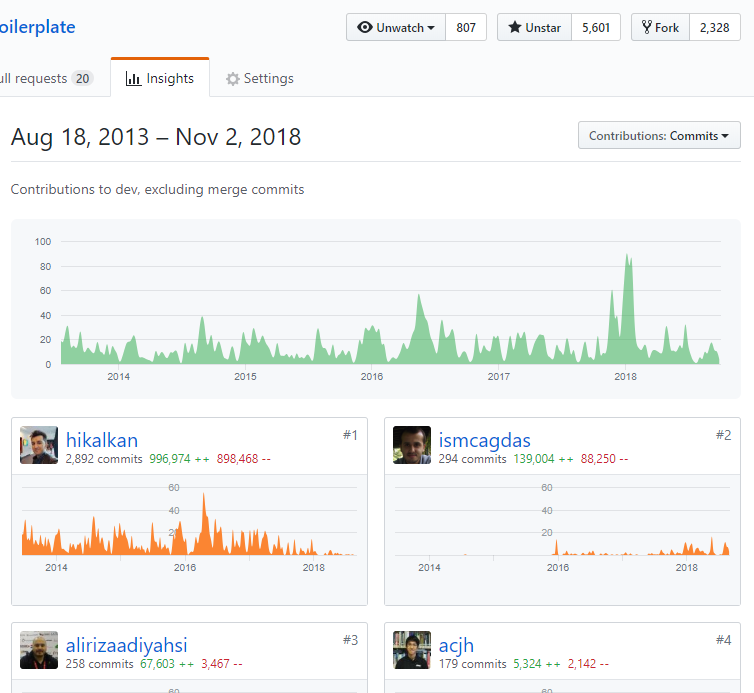 oilerplate
Unwatch 807 Unstar 5,601 Fork 2,328
ull requests 20 Insights Settings
Aug 18, 2013 – Nov 2, 2018
Contributions: Commits
Contributions to dev, excluding merge commits
100
80
60
40
20
0
2014 2015 2016 2017 2018
hikalkan #1
2,892 commits 996,974 ++ 898,468 --
60
40
20
2014 2016 2018
ismcagdas #2
294 commits 139,004 ++ 88,250 --
60
40
20
2014 2016 2018
alirizaadiyahsi #3
258 commits 67,603 ++ 3,467 --
60
acjh #4
179 commits 5,324 ++ 2,142 --
60